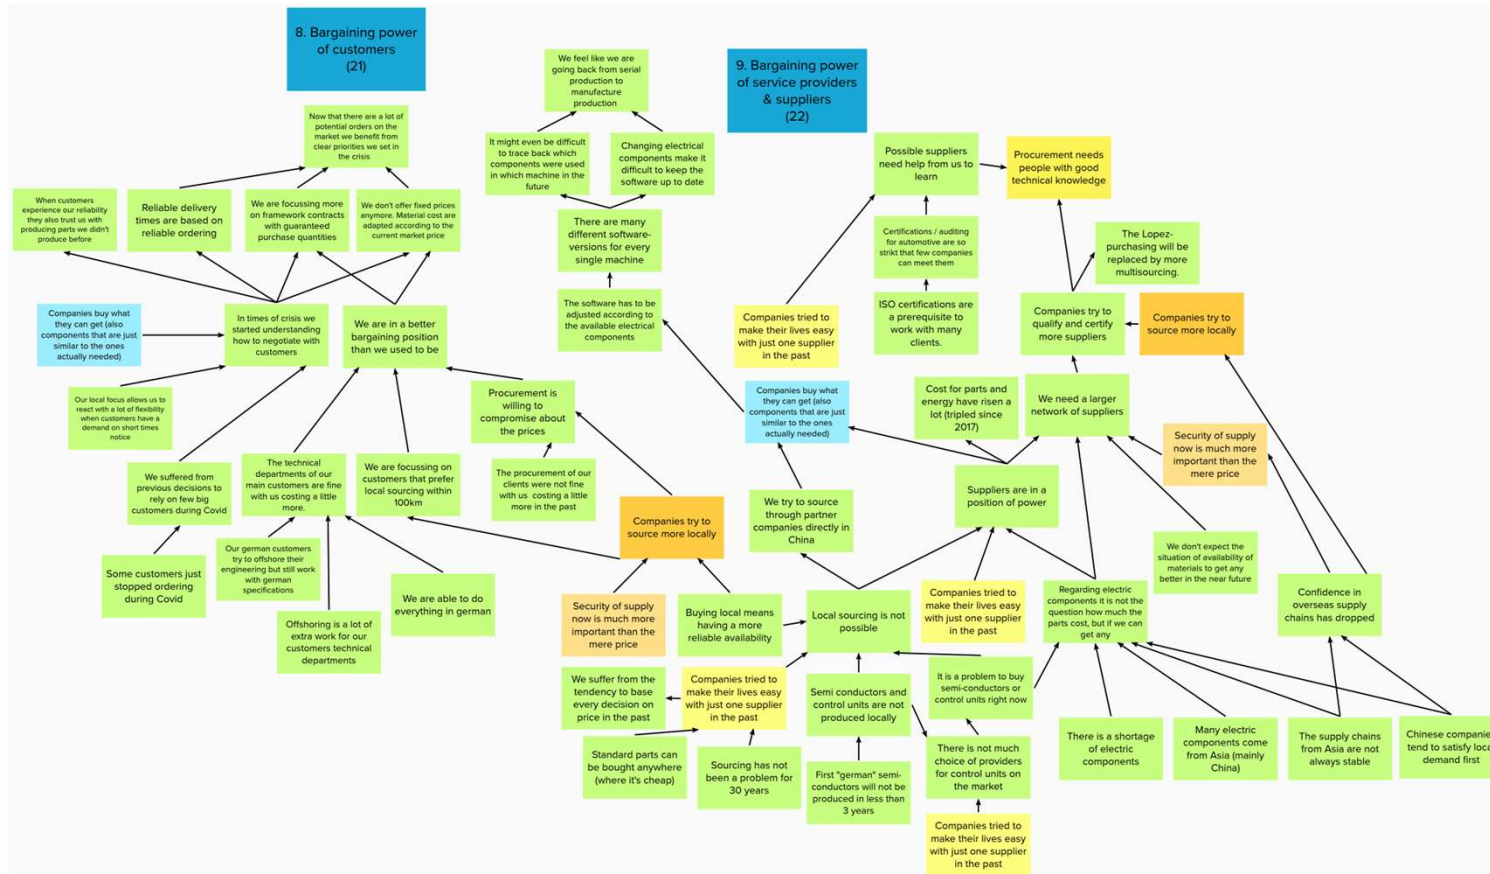 8. Bargaining power
of customers
(21)
We feel like we are
going back from serial
production to
manufacture
production
9. Bargaining power
of service providers
& suppliers
(22)
Now that there are a lot of
potential orders on the
market we benefit from
clear priorities we set in
the crisis
It might even be difficult
to trace back which
components were used
in which machine in the
future
Changing electrical
components make it
difficult to keep the
software up to date
Possible suppliers
need help from us to
learn
Procurement needs
people with good
technical knowledge
When customers
experience our reliability
they also trust us with
producing parts we didn't
produce before
Reliable delivery
times are based on
reliable ordering
We are focussing more
on framework contracts
with guaranteed
purchase quantities
We don't offer fixed prices
anymore. Material cost are
adapted according to the
current market price
There are many
different software-
versions for every
single machine
Certifications / auditing
for automotive are so
strikt that few companies
can meet them
The Lopez-
purchasing will be
replaced by more
multisourcing.
Companies buy what
they can get (also
components that are just
similar to the ones
actually needed)
In times of crisis we
started understanding
how to negotiate with
customers
We are in a better
bargaining position
than we used to be
The software has to be
adjusted according to
the available electrical
components
Companies tried to
make their lives easy
with just one supplier
in the past
ISO certifications are
a prerequisite to
work with many
clients.
Companies try to
qualify and certify
more suppliers
Companies try to
source more locally
Our local focus allows us to
react with a lot of flexibility
when customers have a
demand on short times
notice
Procurement is
willing to
compromise about
the prices
Companies buy what
they can get (also
components that are just
similar to the ones
actually needed)
Cost for parts and
energy have risen a
lot (tripled since
2017)
We need a larger
network of suppliers
Security of supply
now is much more
important than the
mere price
We suffered from
previous decisions to
rely on few big
customers during Covid
The technical
departments of our
main customers are fine
with us costing a little
more.
We are focussing on
customers that prefer
local sourcing within
100km
The procurement of our
clients were not fine
with us costing a little
more in the past
Companies try to
source more locally
We try to source
through partner
companies directly in
China
Suppliers are in a
position of power
We don't expect the
situation of availability of
materials to get any
better in the near future
Some customers just
stopped ordering
during Covid
Our german customers
try to offshore their
engineering but still work
with german
specifications
We are able to do
everything in german
Offshoring is a lot of
extra work for our
customers technical
departments
Security of supply
now is much more
important than the
mere price
Buying local means
having a more
reliable availability
Local sourcing is not
possible
Companies tried to
make their lives easy
with just one supplier
in the past
Regarding electric
components it is not the
question how much the
parts cost, but if we can
get any
Confidence in
overseas supply
chains has dropped
We suffer from the
tendency to base
every decision on
price in the past
Companies tried to
make their lives easy
with just one supplier
in the past
Semi conductors and
control units are not
produced locally
It is a problem to buy
semi-conductors or
control units right now
Standard parts can
be bought anywhere
(where it's cheap)
Sourcing has not
been a problem for
30 years
First "german" semi-
conductors will not be
produced in less than
3 years
There is not much
choice of providers
for control units on
the market
There is a shortage
of electric
components
Many electric
components come
from Asia (mainly
China)
The supply chains
from Asia are not
always stable
Chinese companie
tend to satisfy loca
demand first
Companies tried to
make their lives easy
with just one supplier
in the past